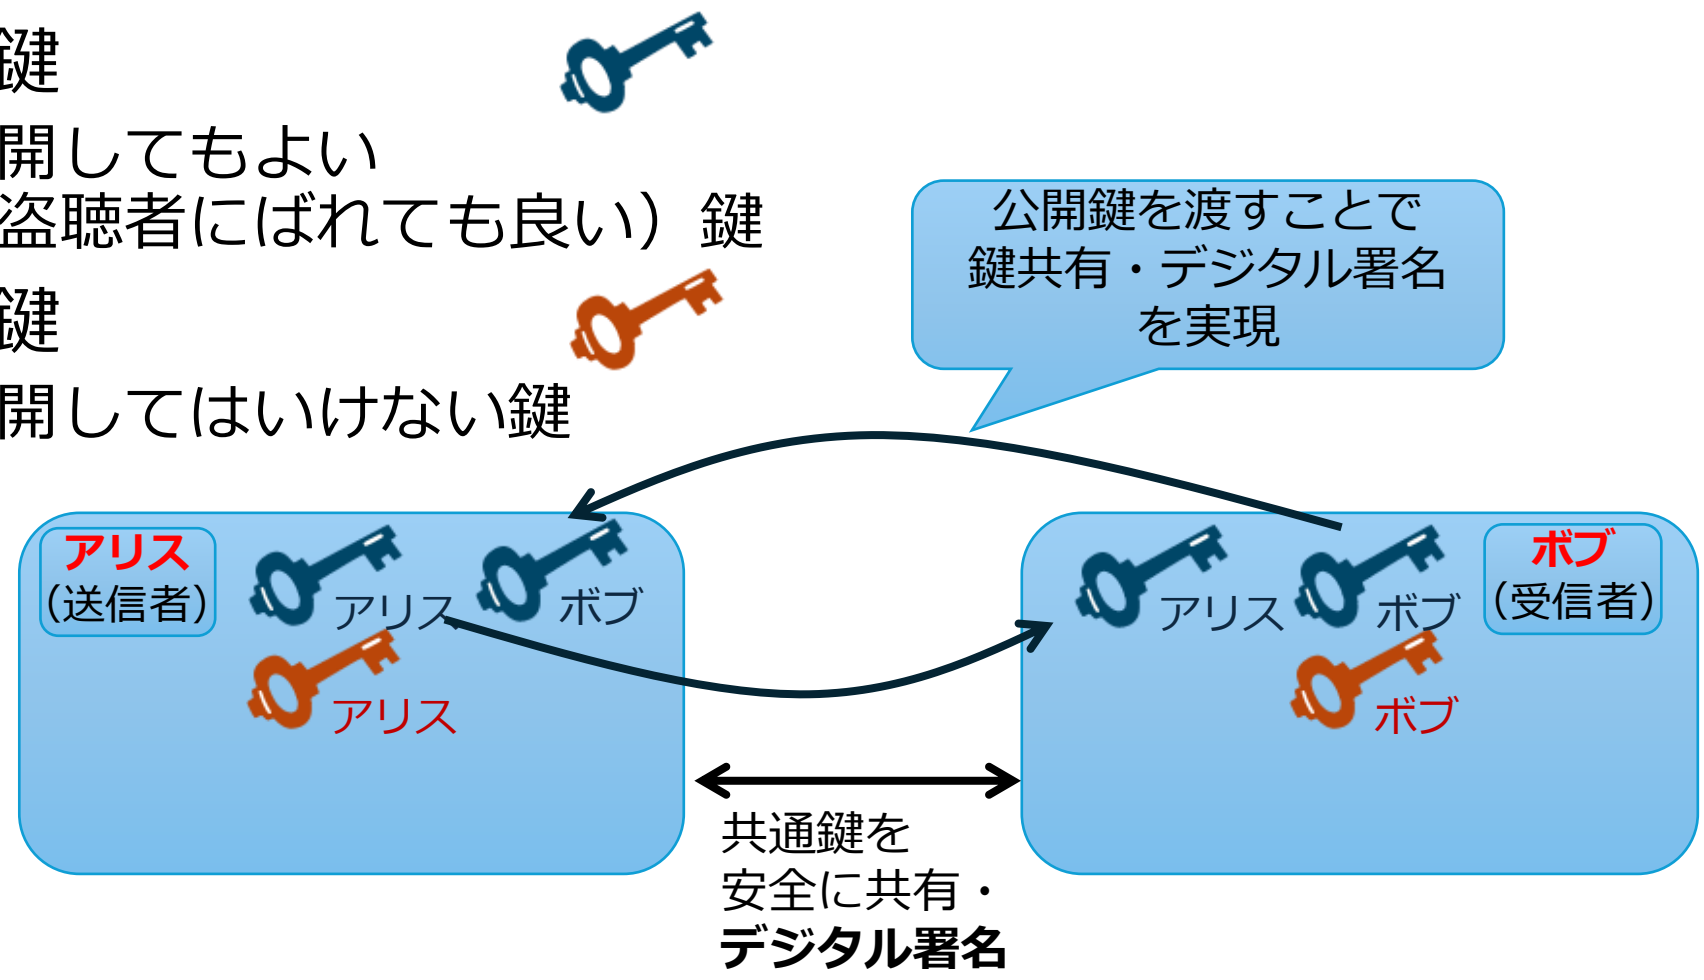 鍵
開してもよい
盗聴者にばれても良い）鍵
鍵
開してはいけない鍵
公開鍵を渡すことで
鍵共有・デジタル署名
を実現
アリス
（送信者）
アリス
ボブ
アリス
アリス
ボブ
ボブ
（受信者）
ボブ
共通鍵を
安全に共有・
デジタル署名